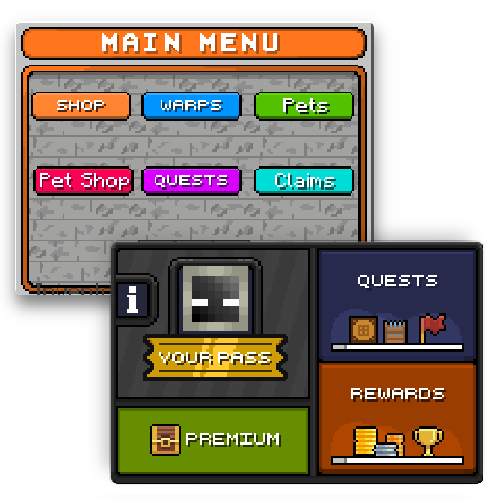 MAIN MENU
SHOP WARPS Pets
Pet Shop QUESTS Claims
i
YOUR PASS
PREMIUM
QUESTS
REWARDS